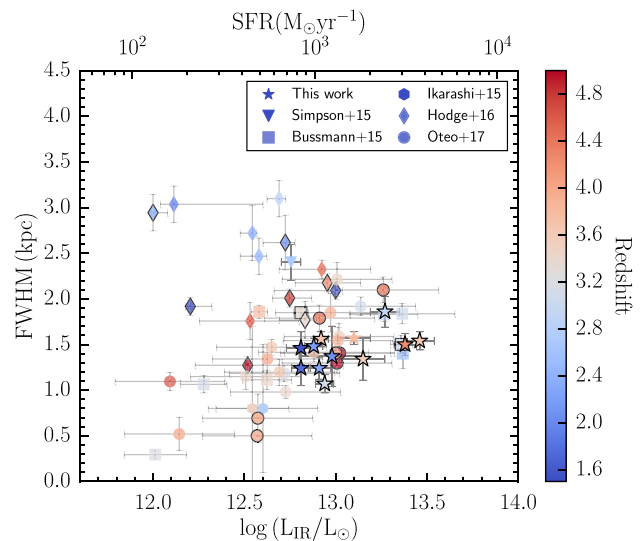 SFR(M⊙yr⁻¹)
10² 10³ 10⁴
4.5
4.0
3.5
3.0
2.5
2.0
1.5
1.0
0.5
0.0
FWHM (kpc)
This work
Simpson+15
Bussmann+15
Ikarashi+15
Hodge+16
Oteo+17
12.0 12.5 13.0 13.5 14.0
log (L_IR/L⊙)
4.8
4.4
4.0
3.6
3.2
2.8
2.4
2.0
1.6
Redshift